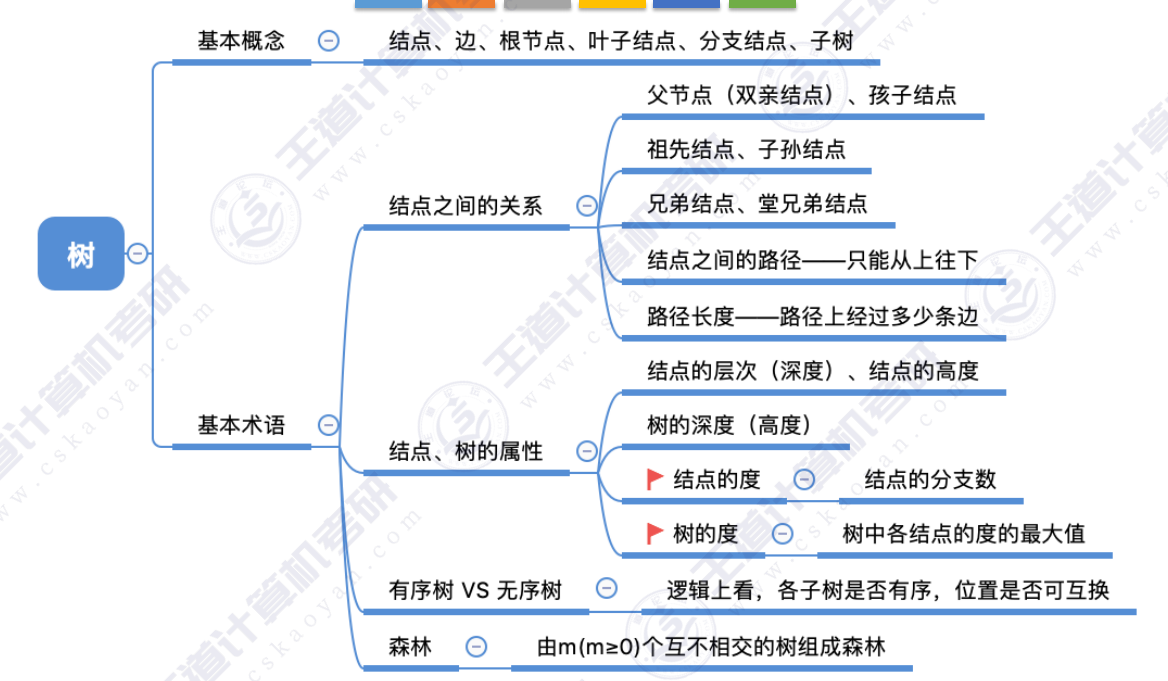 树
基本概念
结点、边、根节点、叶子结点、分支结点、子树
基本术语
结点之间的关系
父节点（双亲结点）、孩子结点
祖先结点、子孙结点
兄弟结点、堂兄弟结点
结点之间的路径——只能从上往下
路径长度——路径上经过多少条边
结点、树的属性
结点的层次（深度）、结点的高度
树的深度（高度）
结点的度
结点的分支数
树的度
树中各结点的度的最大值
有序树 VS 无序树
逻辑上看，各子树是否有序，位置是否可互换
森林
由m(m≥0)个互不相交的树组成森林
王道计算机考研
www.cskaoyan.com